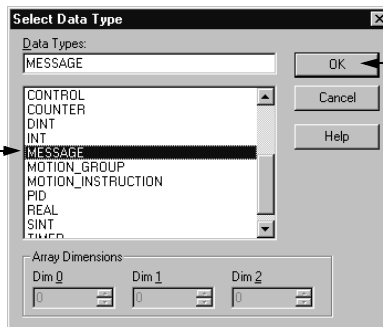 Select Data Type
Data Types:
MESSAGE
OK
CONTROL
COUNTER
DINT
INT
MESSAGE
MOTION_GROUP
MOTION_INSTRUCTION
PID
REAL
SINT
TIMER
Cancel
Help
Array Dimensions
Dim 0 Dim 1 Dim 2
0 0 0